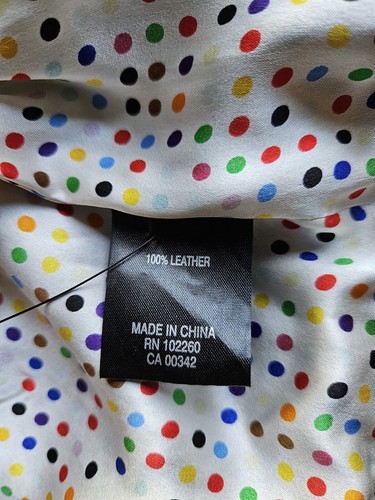 100% LEATHER
MADE IN CHINA
RN 102260
CA 00342